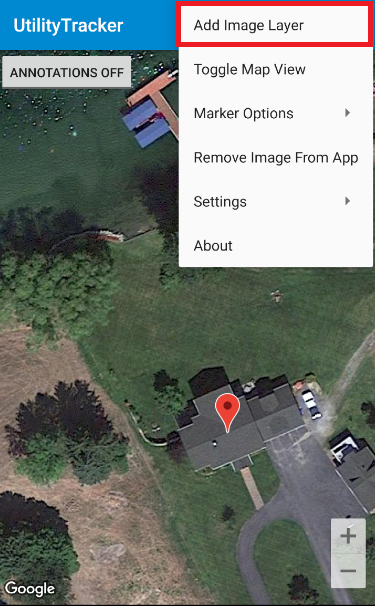 UtilityTracker
Add Image Layer
ANNOTATIONS OFF
Toggle Map View
Marker Options
Remove Image From App
Settings
About
+
−
Google